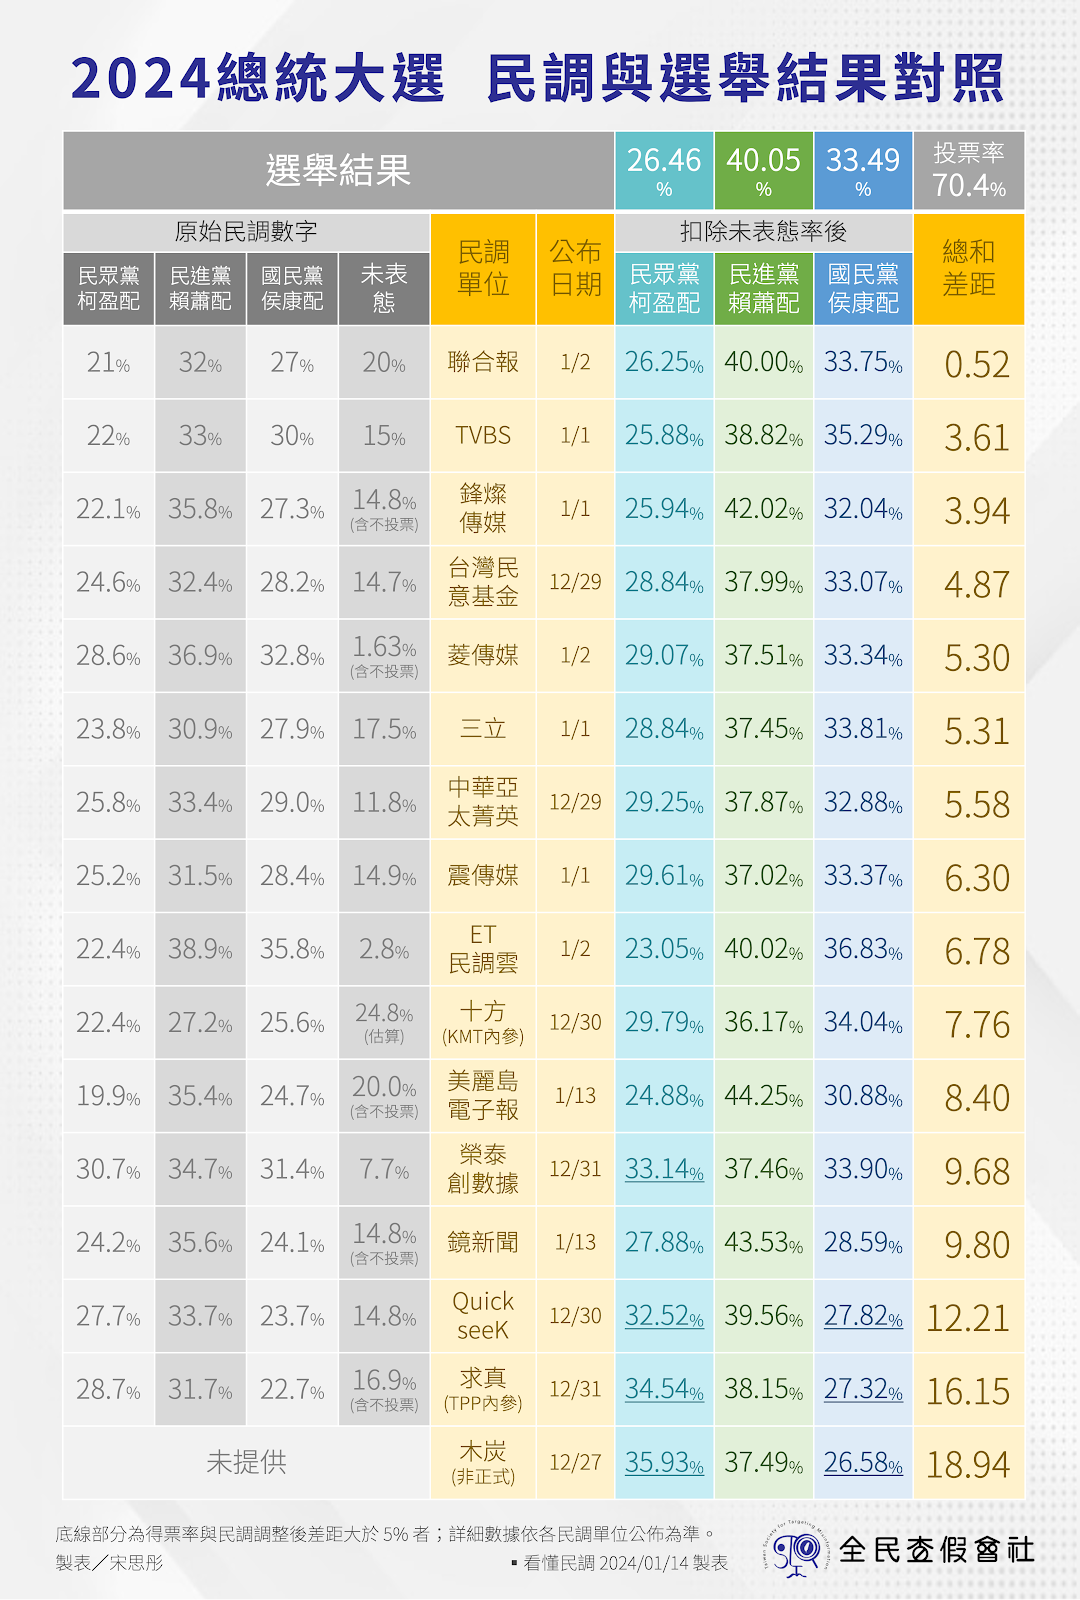 2024總統大選 民調與選舉結果對照
選舉結果 26.46% 40.05% 33.49% 投票率 70.4%
原始民調數字 民調單位 公布日期 扣除未表態率後 總和差距
民眾黨柯盈配 民進黨賴蕭配 國民黨侯康配 未表態 民眾黨柯盈配 民進黨賴蕭配 國民黨侯康配
21% 32% 27% 20% 聯合報 1/2 26.25% 40.00% 33.75% 0.52
22% 33% 30% 15% TVBS 1/1 25.88% 38.82% 35.29% 3.61
22.1% 35.8% 27.3% 14.8%(含不投票) 鋒燦傳媒 1/1 25.94% 42.02% 32.04% 3.94
24.6% 32.4% 28.2% 14.7% 台灣民意基金 12/29 28.84% 37.99% 33.07% 4.87
28.6% 36.9% 32.8% 1.63%(含不投票) 菱傳媒 1/2 29.07% 37.51% 33.34% 5.30
23.8% 30.9% 27.9% 17.5% 三立 1/1 28.84% 37.45% 33.81% 5.31
25.8% 33.4% 29.0% 11.8% 中華亞太菁英 12/29 29.25% 37.87% 32.88% 5.58
25.2% 31.5% 28.4% 14.9% 震傳媒 1/1 29.61% 37.02% 33.37% 6.30
22.4% 38.9% 35.8% 2.8% ET民調雲 1/2 23.05% 40.02% 36.83% 6.78
22.4% 27.2% 25.6% 24.8%(估算) 十方(KMT內參) 12/30 29.79% 36.17% 34.04% 7.76
19.9% 35.4% 24.7% 20.0%(含不投票) 美麗島電子報 1/13 24.88% 44.25% 30.88% 8.40
30.7% 34.7% 31.4% 7.7% 榮泰創數據 12/31 33.14% 37.46% 33.90% 9.68
24.2% 35.6% 24.1% 14.8%(含不投票) 鏡新聞 1/13 27.88% 43.53% 28.59% 9.80
27.7% 33.7% 23.7% 14.8% Quick seeK 12/30 32.52% 39.56% 27.82% 12.21
28.7% 31.7% 22.7% 16.9%(含不投票) 求真(TPP內參) 12/31 34.54% 38.15% 27.32% 16.15
未提供 木炭(非正式) 12/27 35.93% 37.49% 26.58% 18.94
底線部分為得票率與民調調整後差距大於 5% 者；詳細數據依各民調單位公佈為準。
製表／宋思彤 ▪ 看懂民調 2024/01/14 製表
Taiwan Society for Targeting Misinformation
全民查假會社